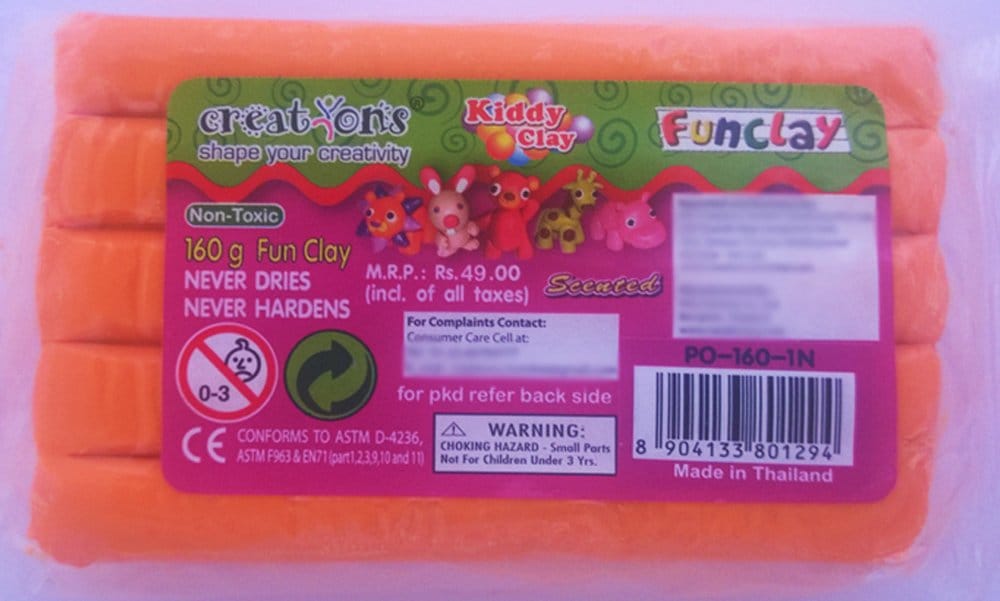 creatYons®
shape your creativity
Kiddy
Clay
Funclay
Non-Toxic
160 g Fun Clay
NEVER DRIES
NEVER HARDENS
M.R.P.: Rs.49.00
(incl. of all taxes)
Scented
For Complaints Contact:
Consumer Care Cell at:
for pkd refer back side
0-3
CE CONFORMS TO ASTM D-4236,
ASTM F963 & EN71(part1,2,3,9,10 and 11)
WARNING:
CHOKING HAZARD - Small Parts
Not For Children Under 3 Yrs.
PO-160-1N
8 904133 801294
Made in Thailand